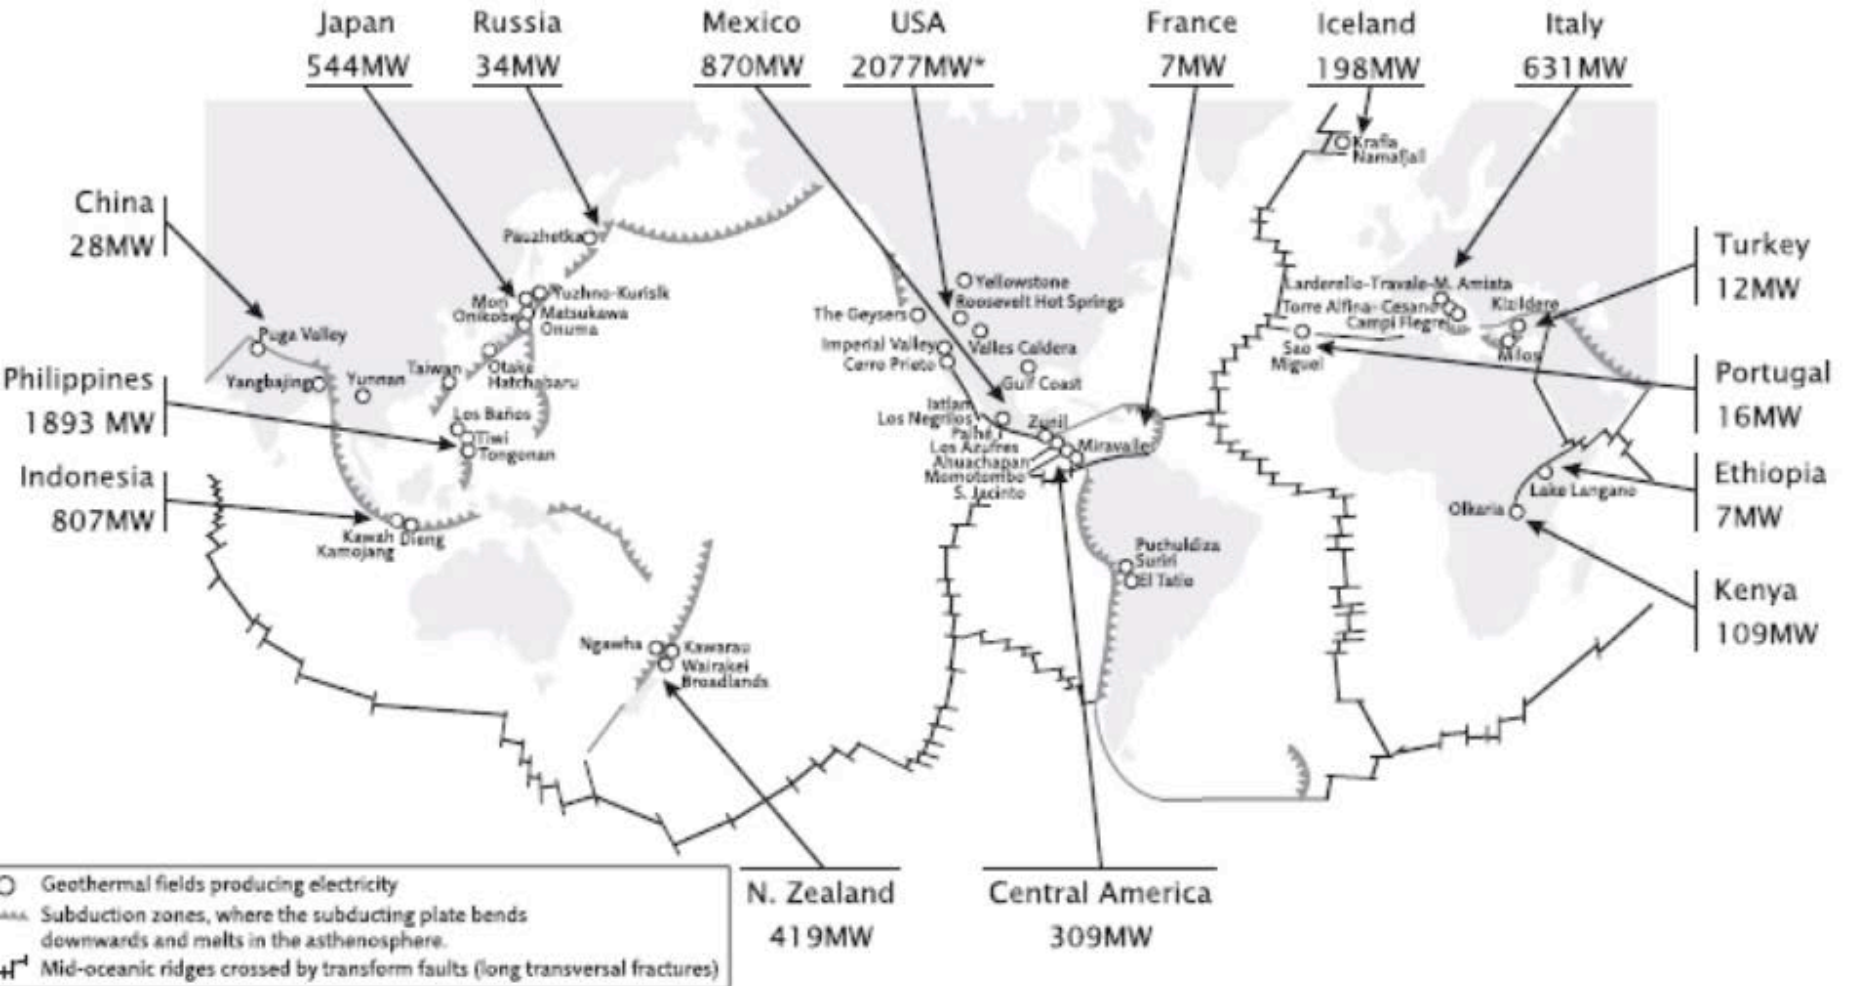 Japan
544MW
Russia
34MW
Mexico
870MW
USA
2077MW*
France
7MW
Iceland
198MW
Italy
631MW
China
28MW
Philippines
1893 MW
Indonesia
807MW
Turkey
12MW
Portugal
16MW
Ethiopia
7MW
Kenya
109MW
N. Zealand
419MW
Central America
309MW
Krafla
Namafjall
Pauzhetka
Yuzhno-Kurislk
Mori
Onikobe
Matsukawa
Onuma
Otake
Hatchobaru
Puga Valley
Yangbajing
Yunnan
Taiwan
Los Baños
Tiwi
Tongonan
Kawah Dieng
Kamojang
Ngawha
Kawarau
Wairakei
Broadlands
Yellowstone
Roosevelt Hot Springs
The Geysers
Imperial Valley
Valles Caldera
Cerro Prieto
Gulf Coast
Ixtlan
Los Negritos
Pathé
Los Azufres
Ahuachapan
Momotombo
S. Jacinto
Zunil
Miravalles
Puchuldiza
Suriri
El Tatio
Larderello-Travale-M. Amiata
Torre Alfina-Cesano
Campi Flegrei
Kizildere
Milos
Sao
Miguel
Lake Langano
Olkaria
Geothermal fields producing electricity
Subduction zones, where the subducting plate bends
downwards and melts in the asthenosphere.
Mid-oceanic ridges crossed by transform faults (long transversal fractures)